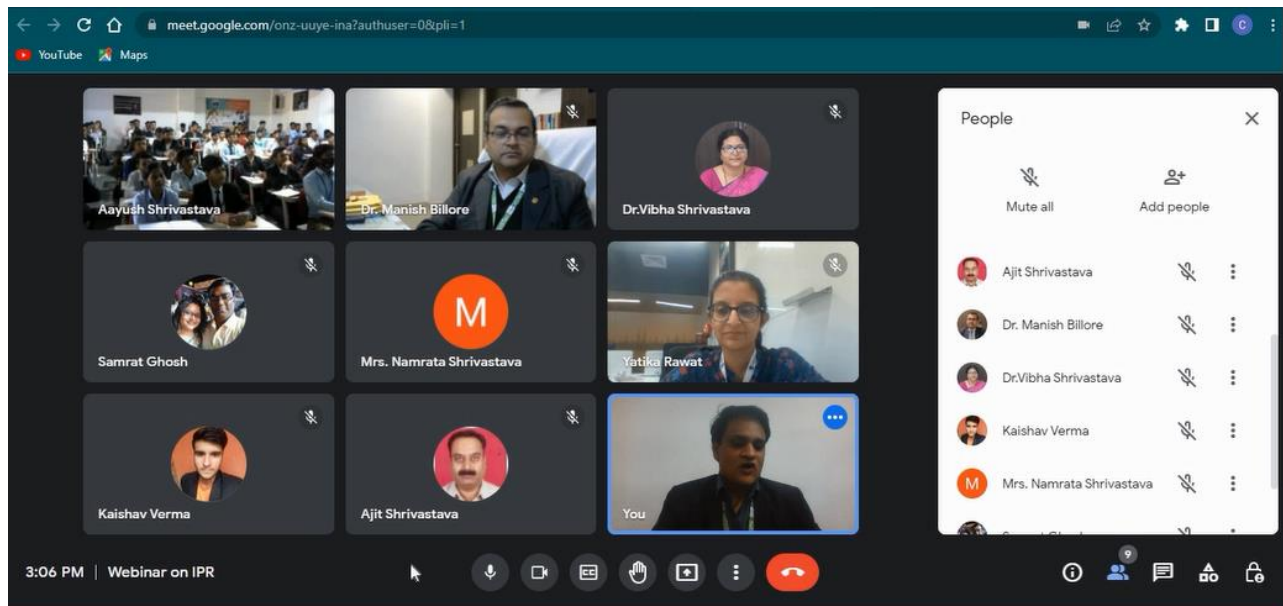 meet.google.com/onz-uuye-ina?authuser=0&pli=1
C
YouTube
Maps
Aayush Shrivastava
Dr. Manish Billore
Dr.Vibha Shrivastava
Samrat Ghosh
M
Mrs. Namrata Shrivastava
Yatika Rawat
Kaishav Verma
Ajit Shrivastava
You
People
Mute all
Add people
Ajit Shrivastava
Dr. Manish Billore
Dr.Vibha Shrivastava
Kaishav Verma
M
Mrs. Namrata Shrivastava
3:06 PM | Webinar on IPR
CC
9